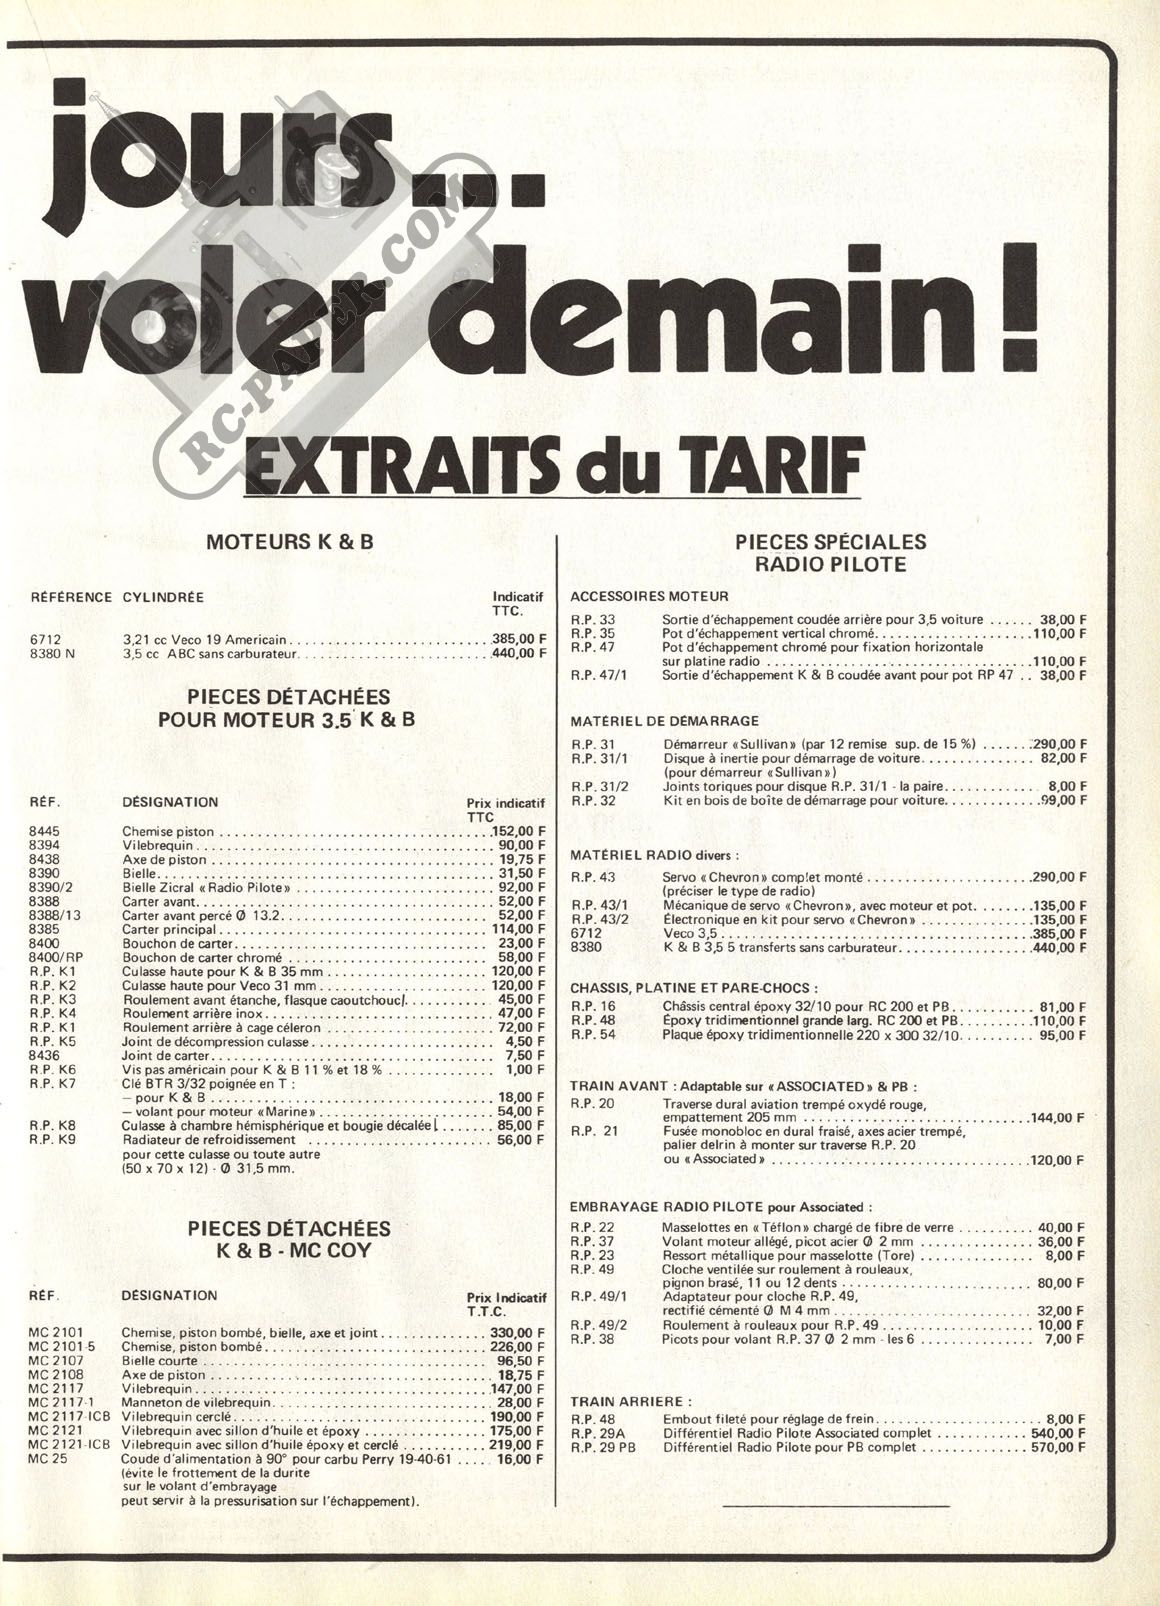 jours...
voler demain !
RC-PAPER.COM
EXTRAITS du TARIF
MOTEURS K & B
RÉFÉRENCE CYLINDRÉE Indicatif
TTC.
6712 3,21 cc Veco 19 Americain 385,00 F
8380 N 3,5 cc ABC sans carburateur 440,00 F
PIECES DÉTACHÉES
POUR MOTEUR 3.5 K & B
RÉF. DÉSIGNATION Prix indicatif
TTC
8445 Chemise piston 152,00 F
8394 Vilebrequin 90,00 F
8438 Axe de piston 19,75 F
8390 Bielle 31,50 F
8390/2 Bielle Zicral « Radio Pilote » 92,00 F
8388 Carter avant 52,00 F
8388/13 Carter avant percé Ø 13.2 52,00 F
8385 Carter principal 114,00 F
8400 Bouchon de carter 23,00 F
8400/RP Bouchon de carter chromé 58,00 F
R.P. K1 Culasse haute pour K & B 35 mm 120,00 F
R.P. K2 Culasse haute pour Veco 31 mm 120,00 F
R.P. K3 Roulement avant étanche, flasque caoutchouc 45,00 F
R.P. K4 Roulement arrière inox 47,00 F
R.P. K1 Roulement arrière à cage céleron 72,00 F
R.P. K5 Joint de décompression culasse 4,50 F
8436 Joint de carter 7,50 F
R.P. K6 Vis pas américain pour K & B 11 % et 18 % 1,00 F
R.P. K7 Clé BTR 3/32 poignée en T :
– pour K & B 18,00 F
– volant pour moteur «Marine» 54,00 F
R.P. K8 Culasse à chambre hémisphérique et bougie décalée 85,00 F
R.P. K9 Radiateur de refroidissement 56,00 F
pour cette culasse ou toute autre
(50 x 70 x 12) - Ø 31,5 mm.
PIECES DÉTACHÉES
K & B - MC COY
RÉF. DÉSIGNATION Prix Indicatif
T.T.C.
MC 2101 Chemise, piston bombé, bielle, axe et joint 330,00 F
MC 2101-5 Chemise, piston bombé 226,00 F
MC 2107 Bielle courte 96,50 F
MC 2108 Axe de piston 18,75 F
MC 2117 Vilebrequin 147,00 F
MC 2117-1 Manneton de vilebrequin 28,00 F
MC 2117-ICB Vilebrequin cerclé 190,00 F
MC 2121 Vilebrequin avec sillon d'huile et époxy 175,00 F
MC 2121-ICB Vilebrequin avec sillon d'huile époxy et cerclé 219,00 F
MC 25 Coude d'alimentation à 90° pour carbu Perry 19-40-61 16,00 F
(évite le frottement de la durite
sur le volant d'embrayage
peut servir à la pressurisation sur l'échappement).
PIECES SPÉCIALES
RADIO PILOTE
ACCESSOIRES MOTEUR
R.P. 33 Sortie d'échappement coudée arrière pour 3,5 voiture 38,00 F
R.P. 35 Pot d'échappement vertical chromé 110,00 F
R.P. 47 Pot d'échappement chromé pour fixation horizontale
sur platine radio 110,00 F
R.P. 47/1 Sortie d'échappement K & B coudée avant pour pot RP 47 38,00 F
MATÉRIEL DE DÉMARRAGE
R.P. 31 Démarreur «Sullivan» (par 12 remise sup. de 15 %) 290,00 F
R.P. 31/1 Disque à inertie pour démarrage de voiture 82,00 F
(pour démarreur «Sullivan»)
R.P. 31/2 Joints toriques pour disque R.P. 31/1 - la paire 8,00 F
R.P. 32 Kit en bois de boîte de démarrage pour voiture 99,00 F
MATÉRIEL RADIO divers :
R.P. 43 Servo «Chevron» complet monté 290,00 F
(préciser le type de radio)
R.P. 43/1 Mécanique de servo «Chevron», avec moteur et pot. 135,00 F
R.P. 43/2 Électronique en kit pour servo «Chevron» 135,00 F
6712 Veco 3,5 385,00 F
8380 K & B 3,5 5 transferts sans carburateur 440,00 F
CHASSIS, PLATINE ET PARE-CHOCS :
R.P. 16 Châssis central époxy 32/10 pour RC 200 et PB 81,00 F
R.P. 48 Époxy tridimentionnel grande larg. RC 200 et PB 110,00 F
R.P. 54 Plaque époxy tridimentionnelle 220 x 300 32/10 95,00 F
TRAIN AVANT : Adaptable sur «ASSOCIATED» & PB :
R.P. 20 Traverse dural aviation trempé oxydé rouge,
empattement 205 mm 144,00 F
R.P. 21 Fusée monobloc en dural fraisé, axes acier trempé,
palier delrin à monter sur traverse R.P. 20
ou «Associated» 120,00 F
EMBRAYAGE RADIO PILOTE pour Associated :
R.P. 22 Masselottes en «Téflon» chargé de fibre de verre 40,00 F
R.P. 37 Volant moteur allégé, picot acier Ø 2 mm 36,00 F
R.P. 23 Ressort métallique pour masselotte (Tore) 8,00 F
R.P. 49 Cloche ventilée sur roulement à rouleaux,
pignon brasé, 11 ou 12 dents 80,00 F
R.P. 49/1 Adaptateur pour cloche R.P. 49,
rectifié cémenté Ø M 4 mm 32,00 F
R.P. 49/2 Roulement à rouleaux pour R.P. 49 10,00 F
R.P. 38 Picots pour volant R.P. 37 Ø 2 mm - les 6 7,00 F
TRAIN ARRIERE :
R.P. 48 Embout fileté pour réglage de frein 8,00 F
R.P. 29A Différentiel Radio Pilote Associated complet 540,00 F
R.P. 29 PB Différentiel Radio Pilote pour PB complet 570,00 F